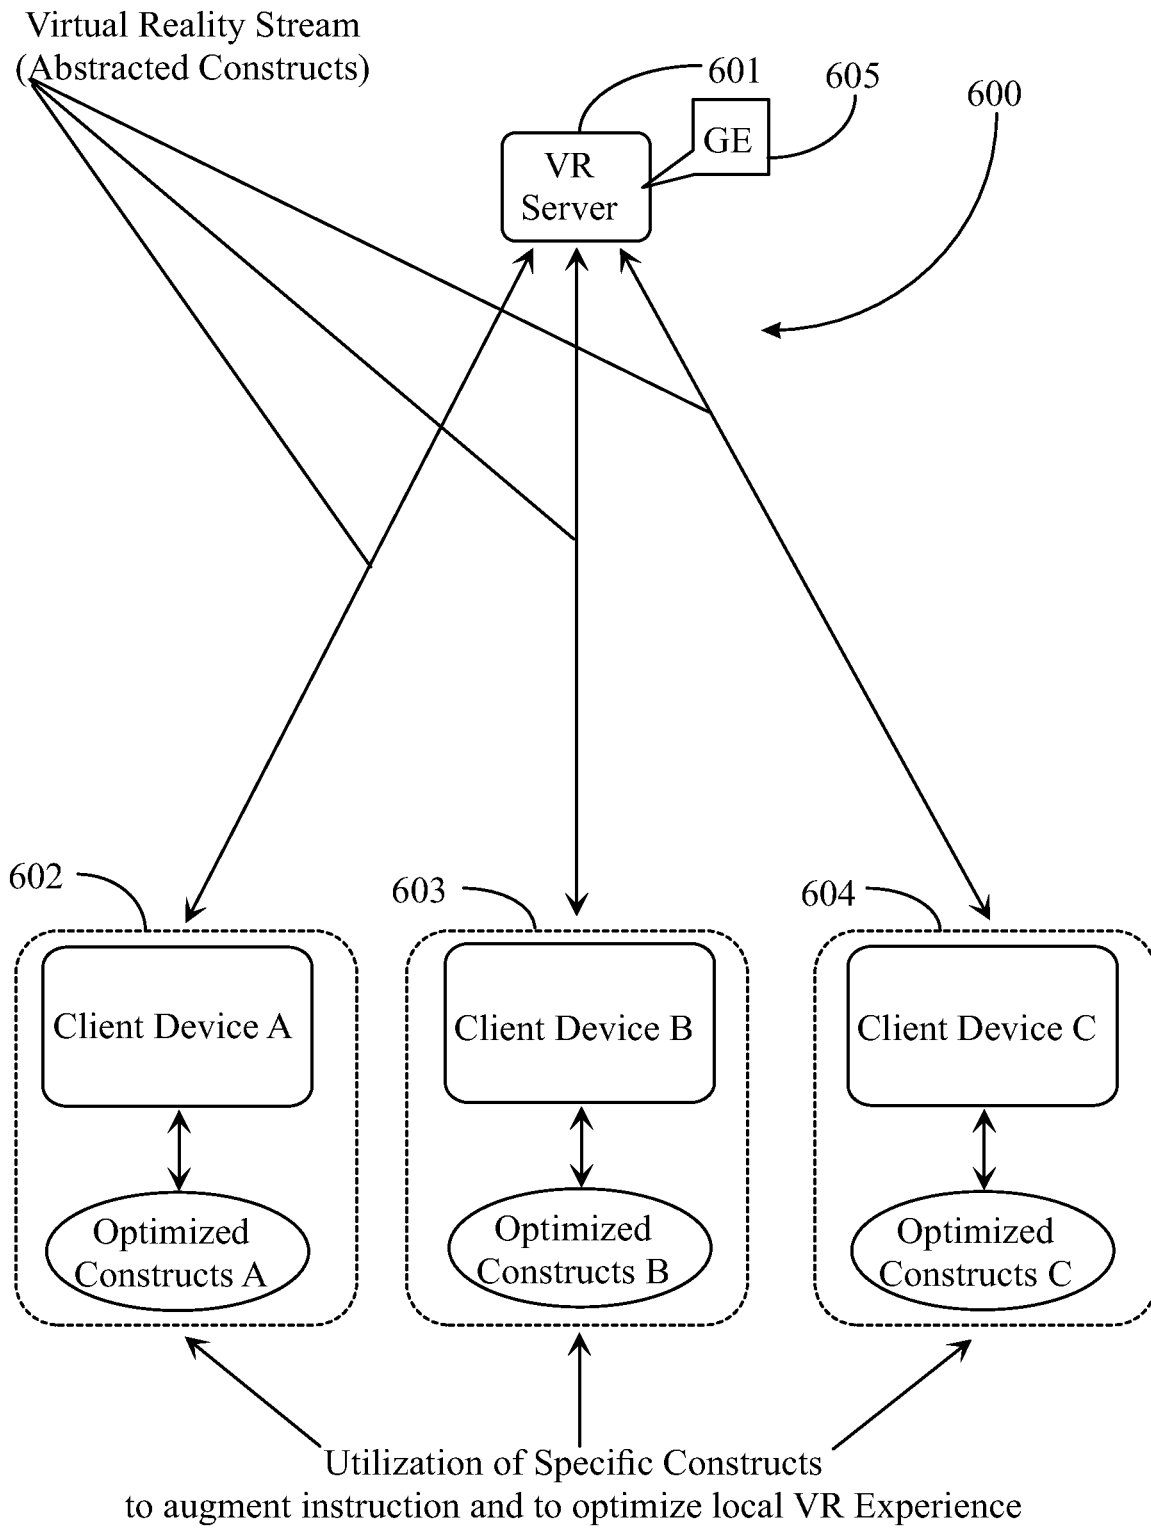 Virtual Reality Stream
(Abstracted Constructs)
601
605
600
GE
VR
Server
602
603
604
Client Device A
Client Device B
Client Device C
Optimized
Constructs A
Optimized
Constructs B
Optimized
Constructs C
Utilization of Specific Constructs
to augment instruction and to optimize local VR Experience